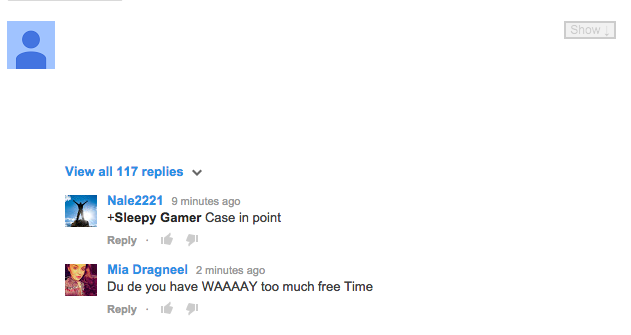 Show ↓
View all 117 replies
Nale2221 9 minutes ago
+Sleepy Gamer Case in point
Reply ·
Mia Dragneel 2 minutes ago
Du de you have WAAAAY too much free Time
Reply ·